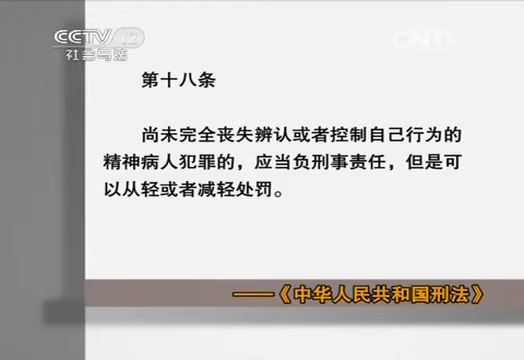 CCTV 12
社会与法
第十八条
尚未完全丧失辨认或者控制自己行为的
精神病人犯罪的，应当负刑事责任，但是可
以从轻或者减轻处罚。
——《中华人民共和国刑法》